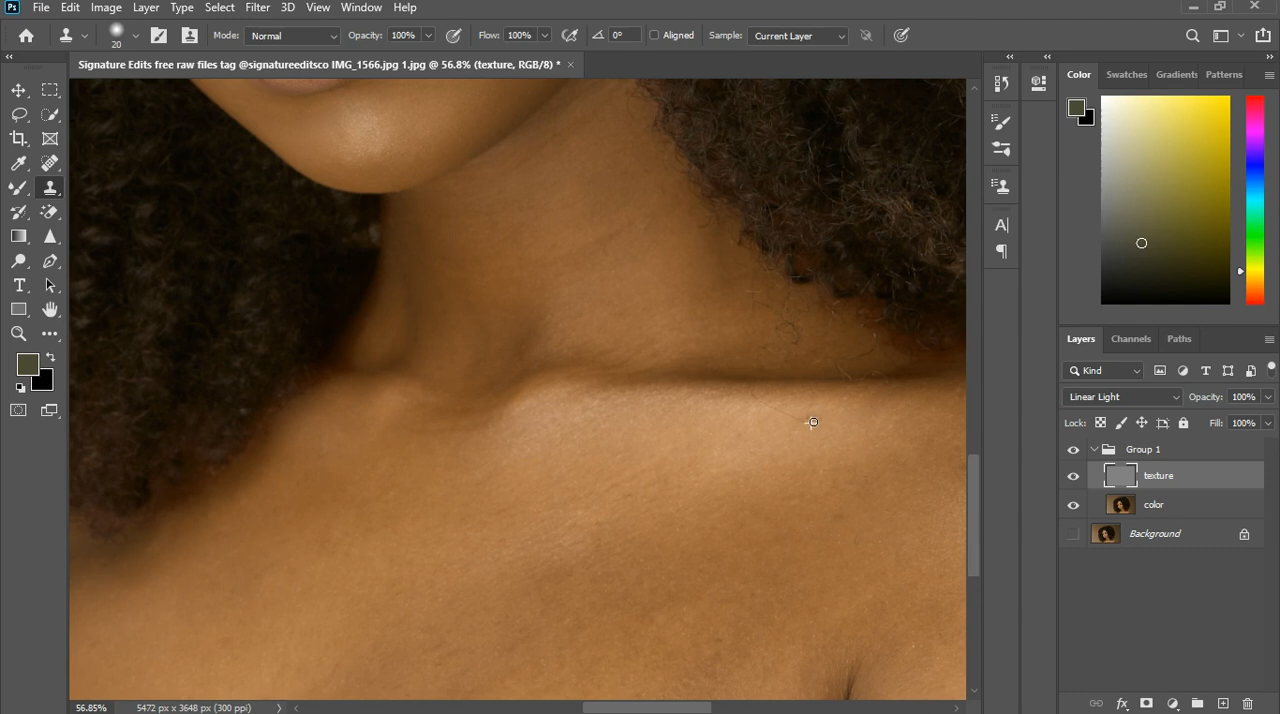 Ps File Edit Image Layer Type Select Filter 3D View Window Help
20 Mode: Normal Opacity: 100% Flow: 100% 0° Aligned Sample: Current Layer
Signature Edits free raw files tag @signatureeditsco IMG_1566.jpg 1.jpg @ 56.8% (texture, RGB/8) *
Color Swatches Gradients Patterns
Layers Channels Paths
Kind
Linear Light Opacity: 100%
Lock: Fill: 100%
Group 1
texture
color
Background
56.85% 5472 px x 3648 px (300 ppi)